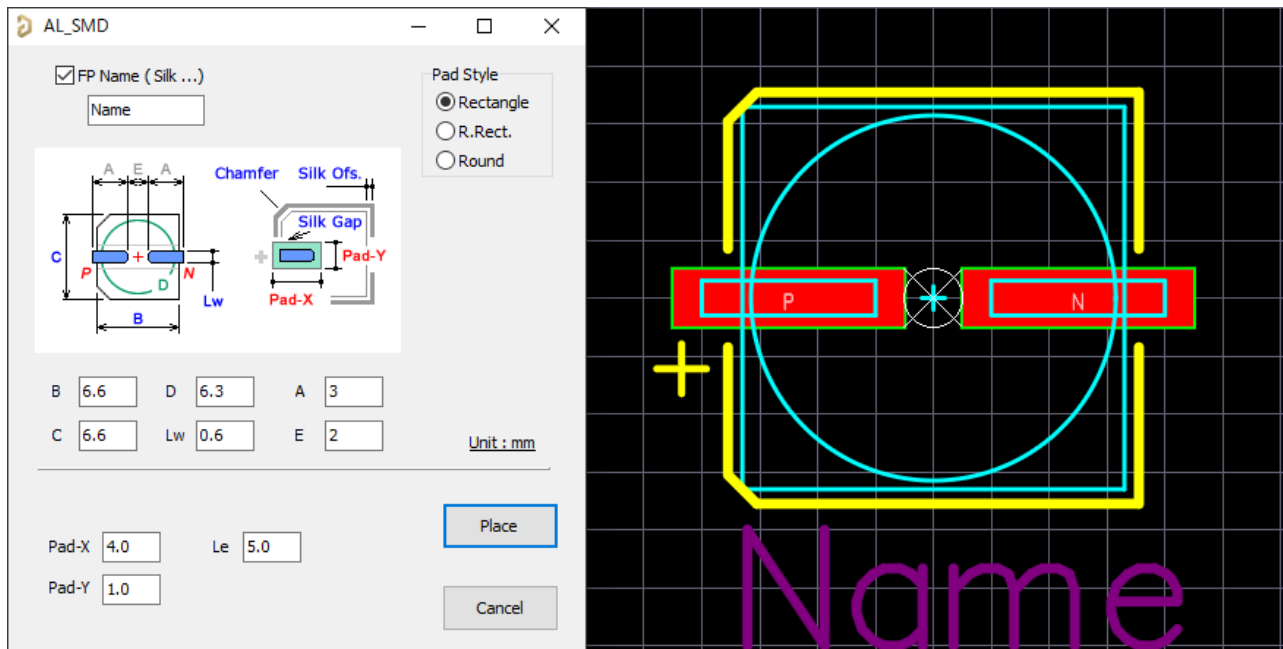 AL_SMD
FP Name ( Silk ...)
Name
Pad Style
Rectangle
R.Rect.
Round
A E A
Chamfer Silk Ofs.
Silk Gap
C
P
N
D
Lw
B
Pad-Y
Pad-X
B 6.6 D 6.3 A 3
C 6.6 Lw 0.6 E 2
Unit : mm
Pad-X 4.0 Le 5.0
Pad-Y 1.0
Place
Cancel
P
N
Name